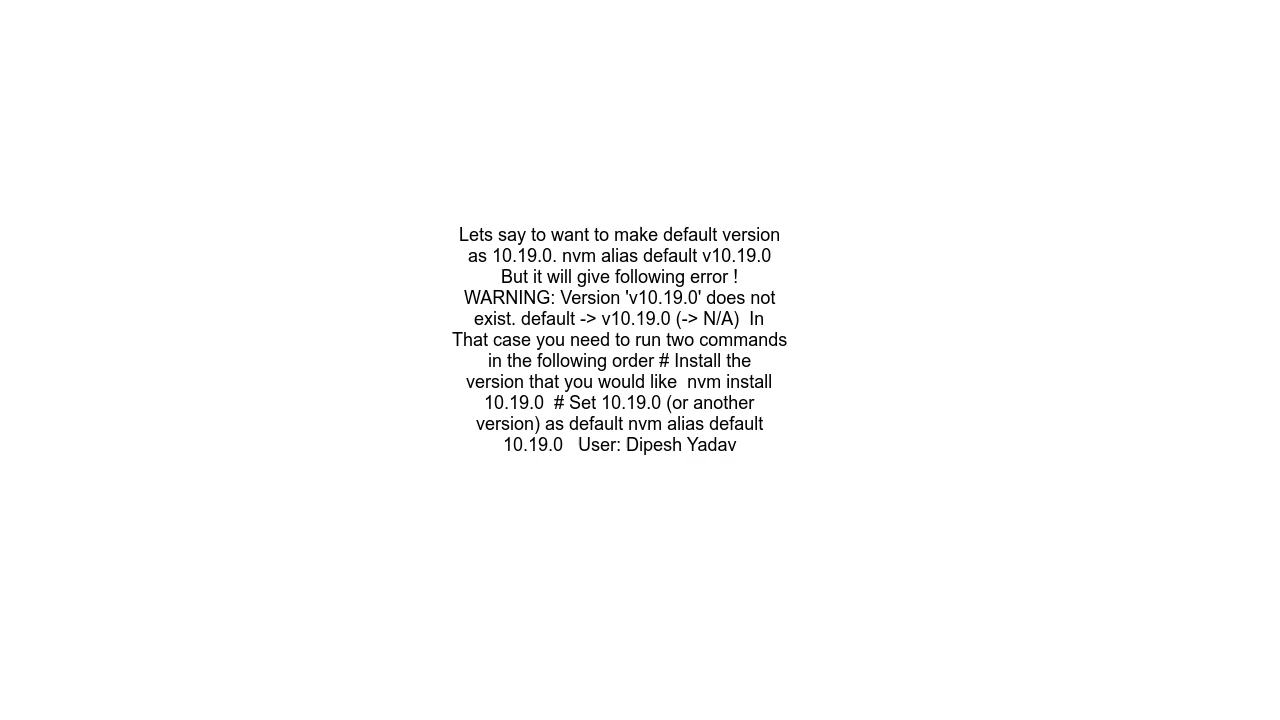 Lets say to want to make default version
as 10.19.0. nvm alias default v10.19.0
But it will give following error !
WARNING: Version 'v10.19.0' does not
exist. default -> v10.19.0 (-> N/A)  In
That case you need to run two commands
in the following order # Install the
version that you would like  nvm install
10.19.0  # Set 10.19.0 (or another
version) as default nvm alias default
10.19.0   User: Dipesh Yadav